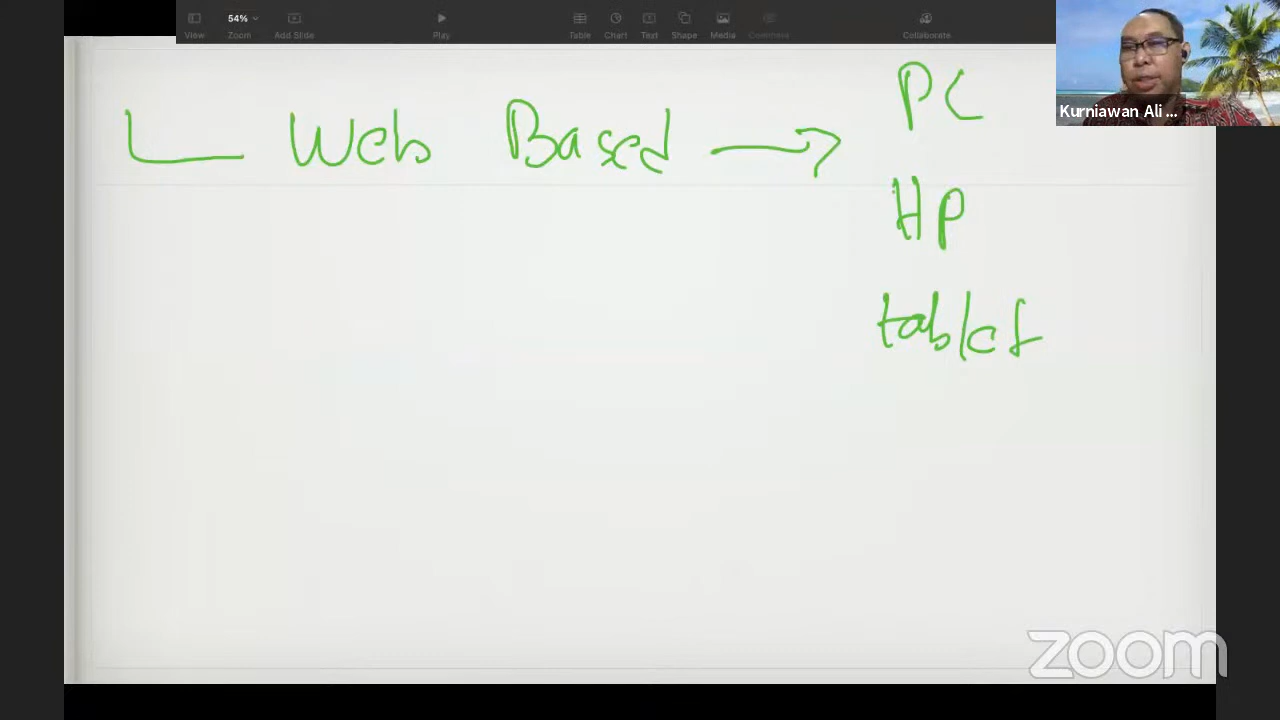 54%
View Zoom Add Slide Play Table Chart Text Shape Media Comment Collaborate
Kurniawan Ali ...
PC
Web Based
HP
tablet
zoom